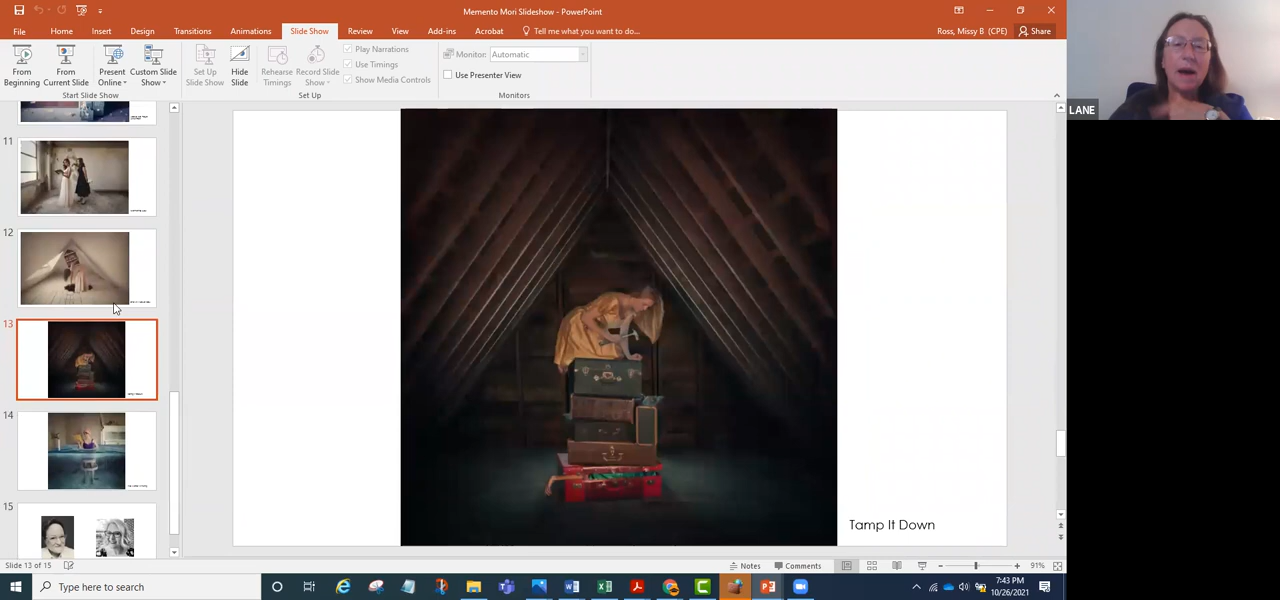 Memento Mori Slideshow - PowerPoint
File Home Insert Design Transitions Animations Slide Show Review View Add-ins Acrobat Tell me what you want to do... Ross, Missy B (CPE) Share
From Beginning
From Current Slide
Present Online
Custom Slide Show
Start Slide Show
Set Up Slide Show
Hide Slide
Rehearse Timings
Record Slide Show
Play Narrations
Use Timings
Show Media Controls
Set Up
Monitor: Automatic
Use Presenter View
Monitors
LANE
11
12
13
14
15
Tamp It Down
Slide 13 of 15
Notes Comments 91%
Type here to search
7:43 PM
10/26/2021